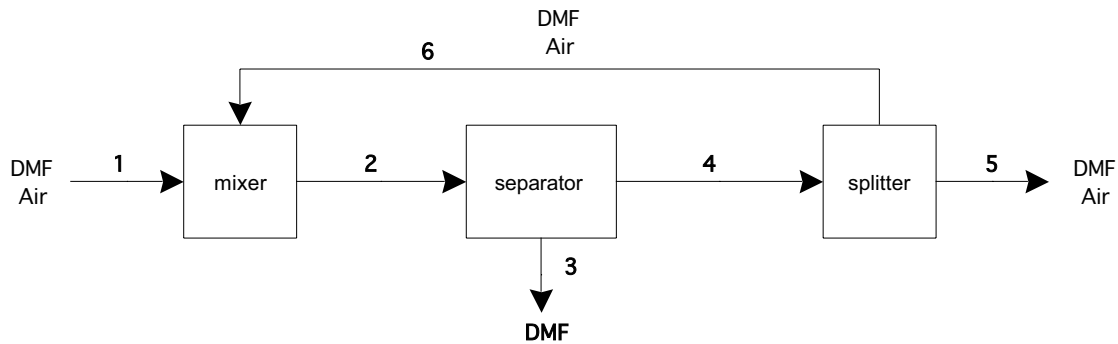 DMF
Air
6
DMF
Air
1
mixer
2
separator
4
splitter
5
DMF
Air
3
DMF